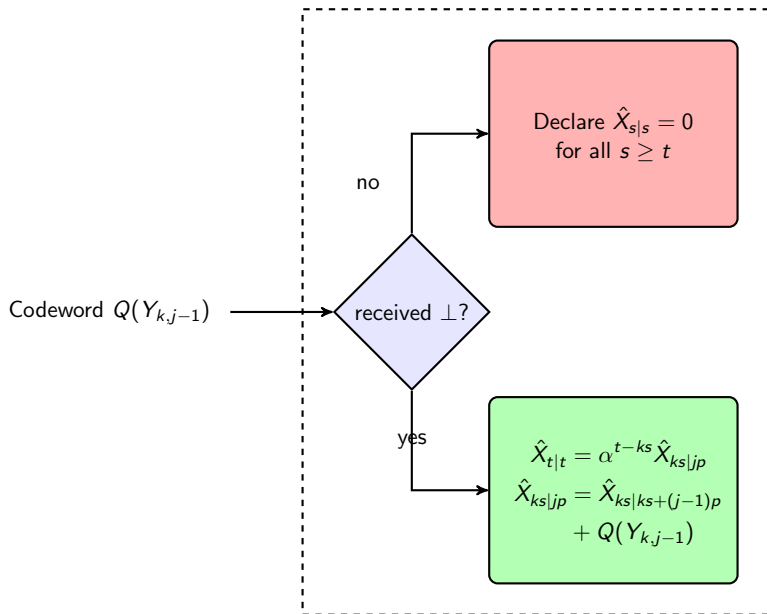 Declare X̂_{s|s} = 0
for all s ≥ t
no
Codeword Q(Y_{k,j−1})
received ⊥?
yes
X̂_{t|t} = α^{t−ks} X̂_{ks|jp}
X̂_{ks|jp} = X̂_{ks|ks+(j−1)p}
+ Q(Y_{k,j−1})